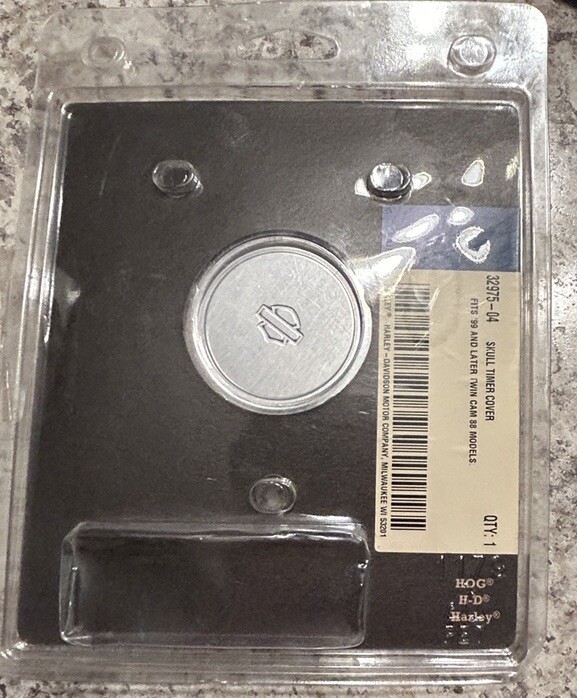 32975-04 SKULL TIMER COVER QTY: 1
FITS '99 AND LATER TWIN CAM 88 MODELS.
HARLEY-DAVIDSON MOTOR COMPANY, MILWAUKEE WI 53201
HOG®
H-D®
Harley®